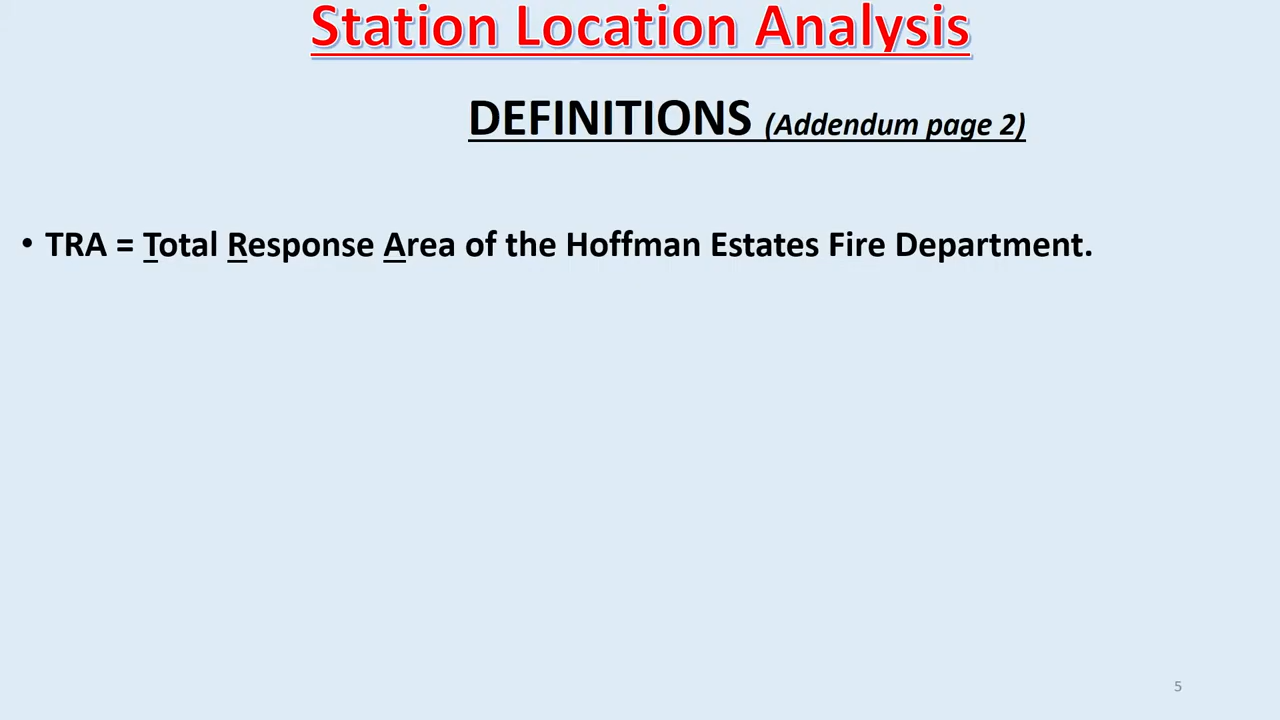 Station Location Analysis
DEFINITIONS (Addendum page 2)
• TRA = Total Response Area of the Hoffman Estates Fire Department.
5